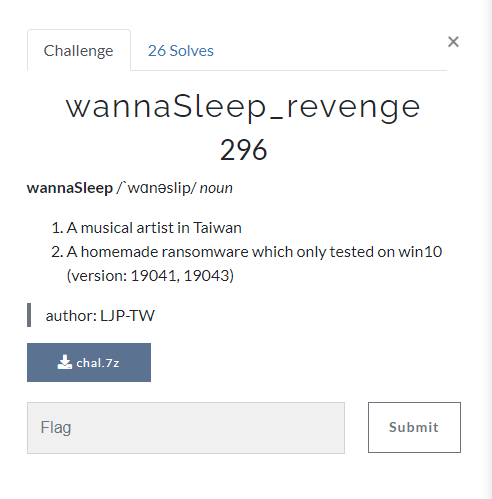 Challenge
26 Solves
×
wannaSleep_revenge
296
wannaSleep /`wɑnəslip/ noun
1. A musical artist in Taiwan
2. A homemade ransomware which only tested on win10
(version: 19041, 19043)
author: LJP-TW
chal.7z
Flag
Submit